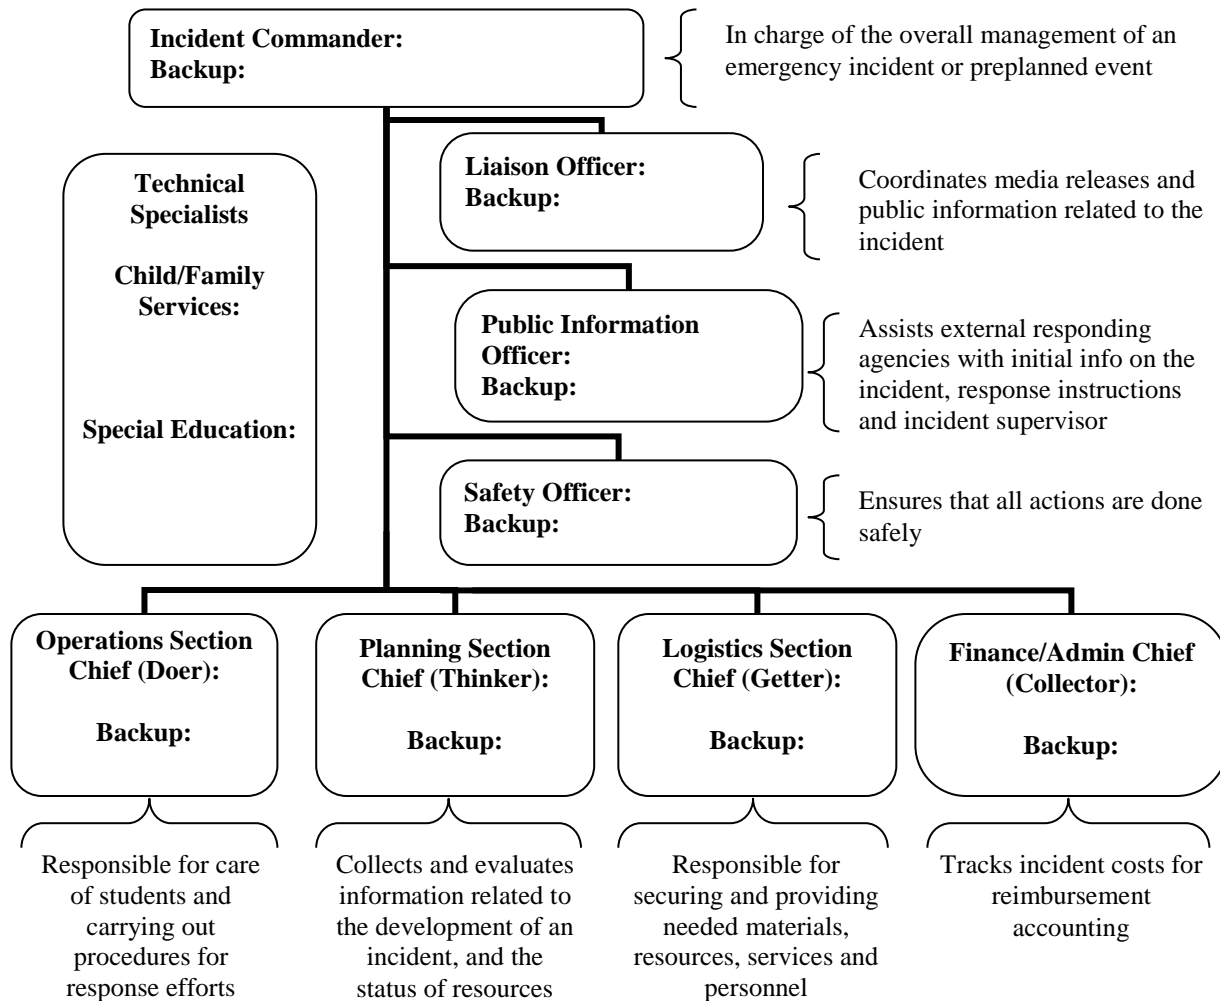 Incident Commander:
Backup:
In charge of the overall management of an
emergency incident or preplanned event
Technical
Specialists
Child/Family
Services:
Special Education:
Liaison Officer:
Backup:
Coordinates media releases and
public information related to the
incident
Public Information
Officer:
Backup:
Assists external responding
agencies with initial info on the
incident, response instructions
and incident supervisor
Safety Officer:
Backup:
Ensures that all actions are done
safely
Operations Section
Chief (Doer):
Backup:
Planning Section
Chief (Thinker):
Backup:
Logistics Section
Chief (Getter):
Backup:
Finance/Admin Chief
(Collector):
Backup:
Responsible for care
of students and
carrying out
procedures for
response efforts
Collects and evaluates
information related to
the development of an
incident, and the
status of resources
Responsible for
securing and providing
needed materials,
resources, services and
personnel
Tracks incident costs for
reimbursement
accounting